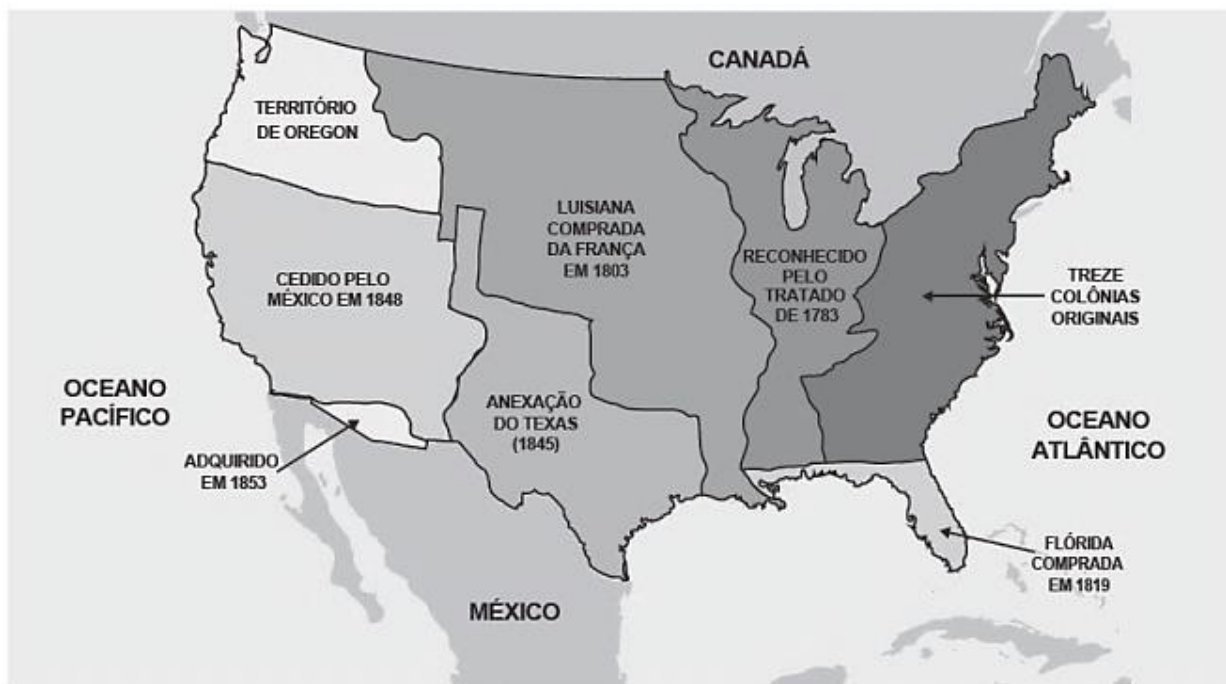 CANADÁ
TERRITÓRIO
DE OREGON
LUISIANA
COMPRADA
DA FRANÇA
EM 1803
RECONHECIDO
PELO
TRATADO
DE 1783
TREZE
COLÔNIAS
ORIGINAIS
CEDIDO PELO
MÉXICO EM 1848
OCEANO
PACÍFICO
ANEXAÇÃO
DO TEXAS
(1845)
OCEANO
ATLÂNTICO
ADQUIRIDO
EM 1853
FLÓRIDA
COMPRADA
EM 1819
MÉXICO